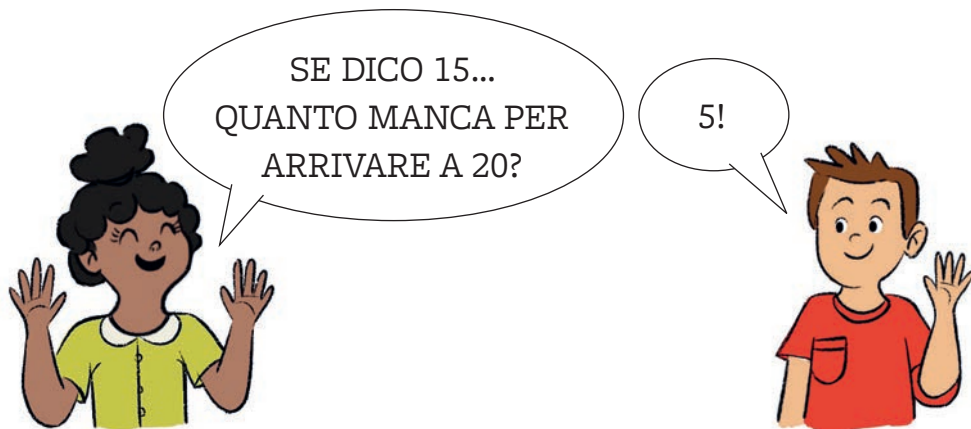 SE DICO 15...
QUANTO MANCA PER
ARRIVARE A 20?
5!